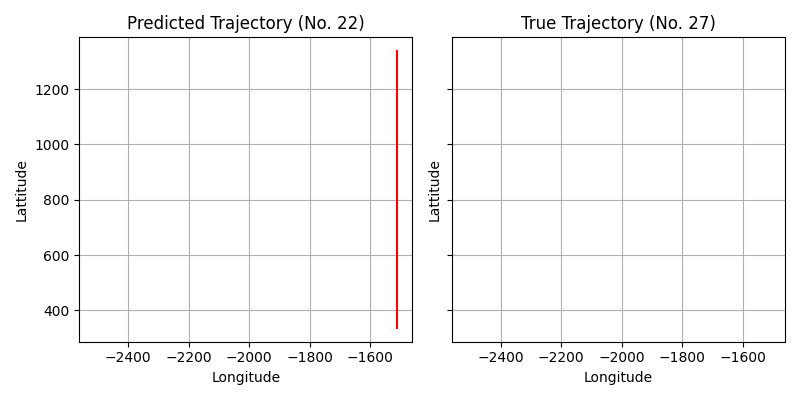 Predicted Trajectory (No. 22)
True Trajectory (No. 27)
Lattitude
1200
1000
800
600
400
−2400 −2200 −2000 −1800 −1600
Longitude
Lattitude
−2400 −2200 −2000 −1800 −1600
Longitude